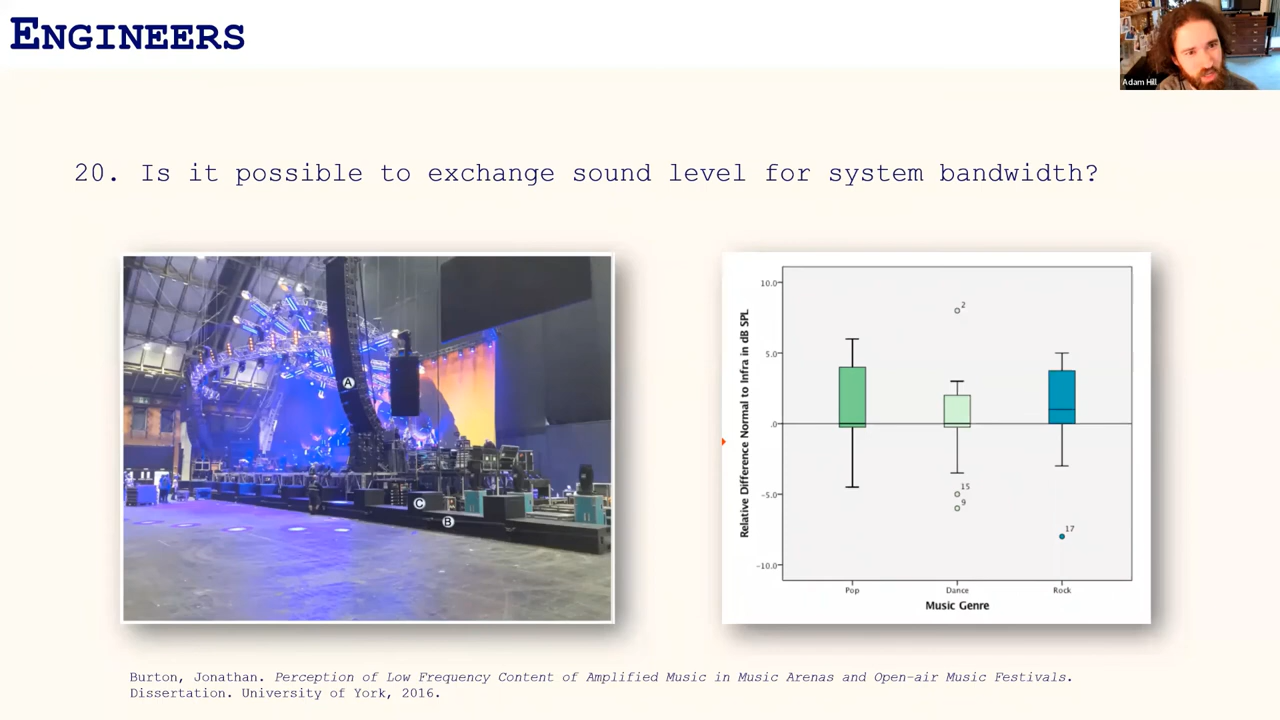 ENGINEERS
Adam Hill
20. Is it possible to exchange sound level for system bandwidth?
A
C
B
Relative Difference Normal to Infra in dB SPL
10.0
5.0
.0
-5.0
-10.0
2
15
9
17
Pop Dance Rock
Music Genre
Burton, Jonathan. Perception of Low Frequency Content of Amplified Music in Music Arenas and Open-air Music Festivals.
Dissertation. University of York, 2016.